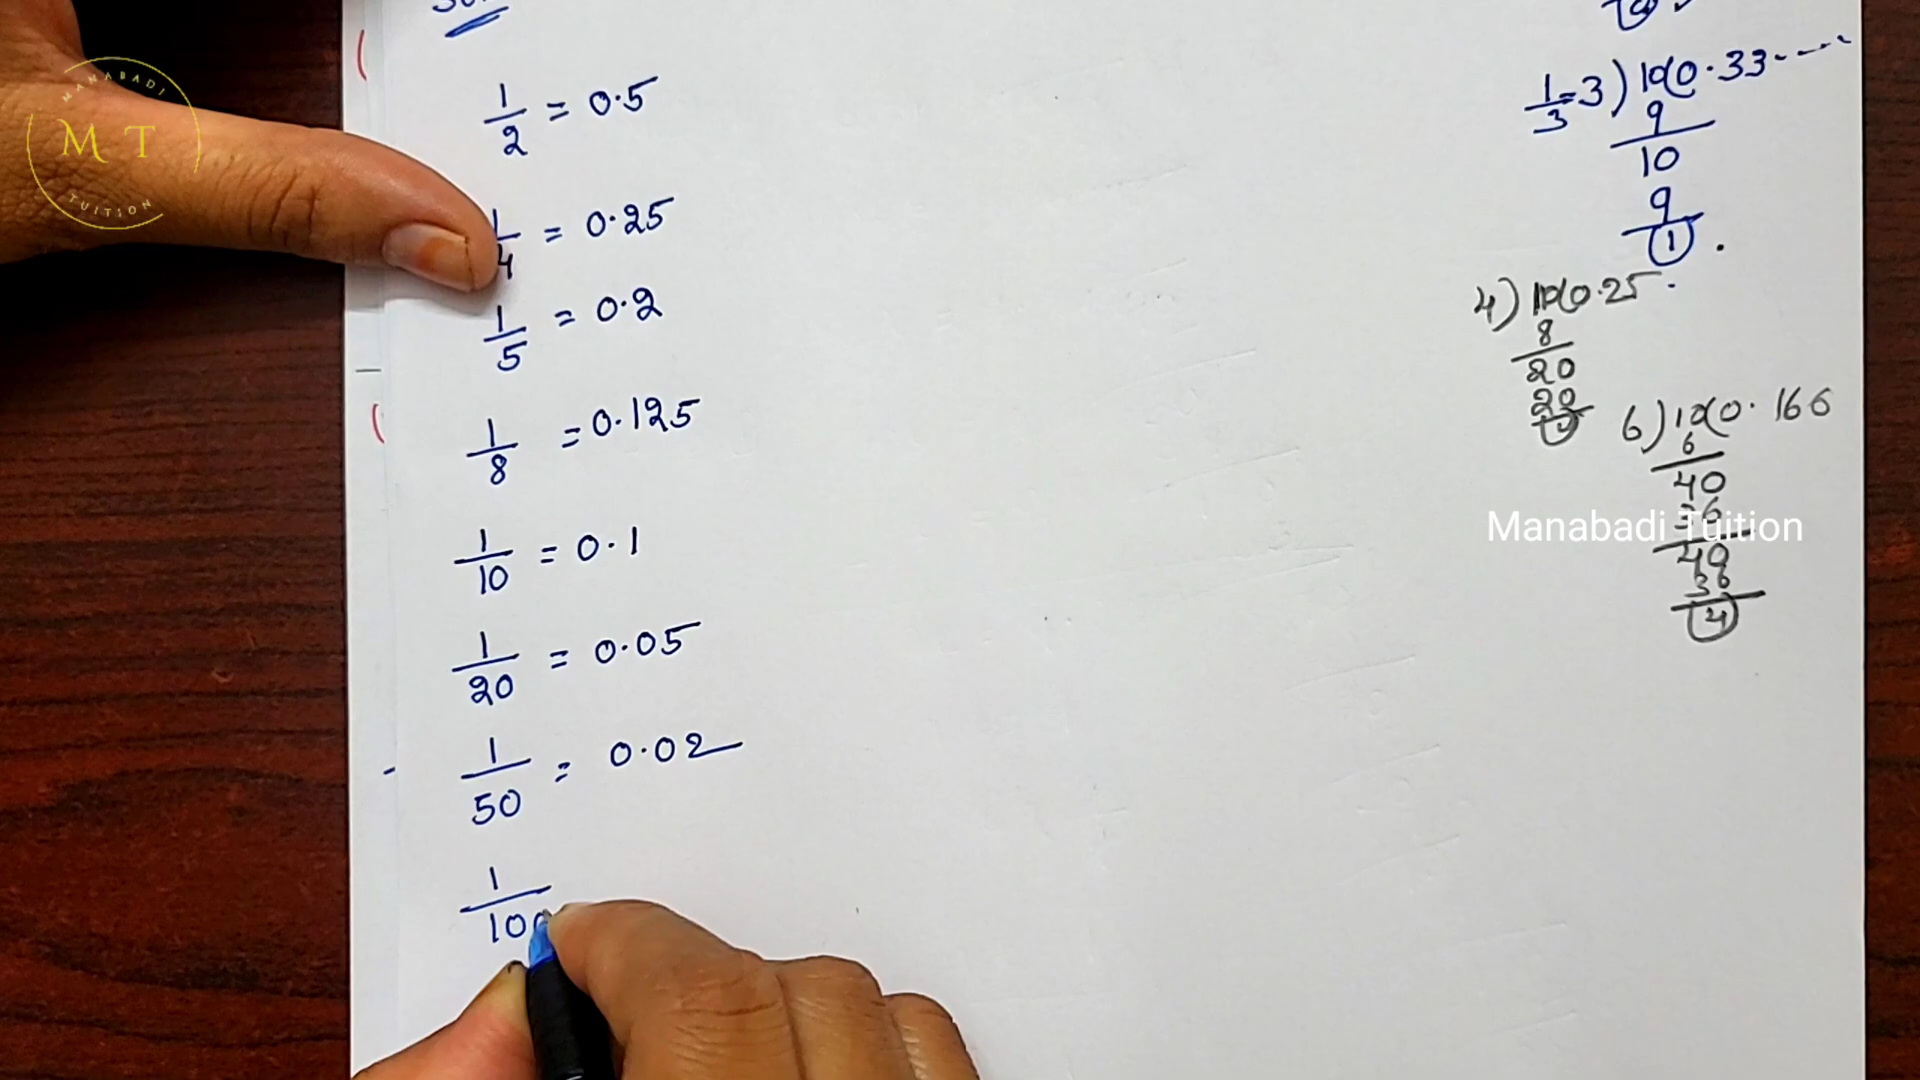 MANABADI
M T
TUITION
1/2 = 0.5
1/4 = 0.25
1/5 = 0.2
1/8 = 0.125
1/10 = 0.1
1/20 = 0.05
1/50 = 0.02
1/100
1/3 = 3) 10(0.33----
9
10
9
1 .
4) 10(0.25.
8
20
20
6) 10(0.166
6
40
36
40
36
4
Manabadi Tuition